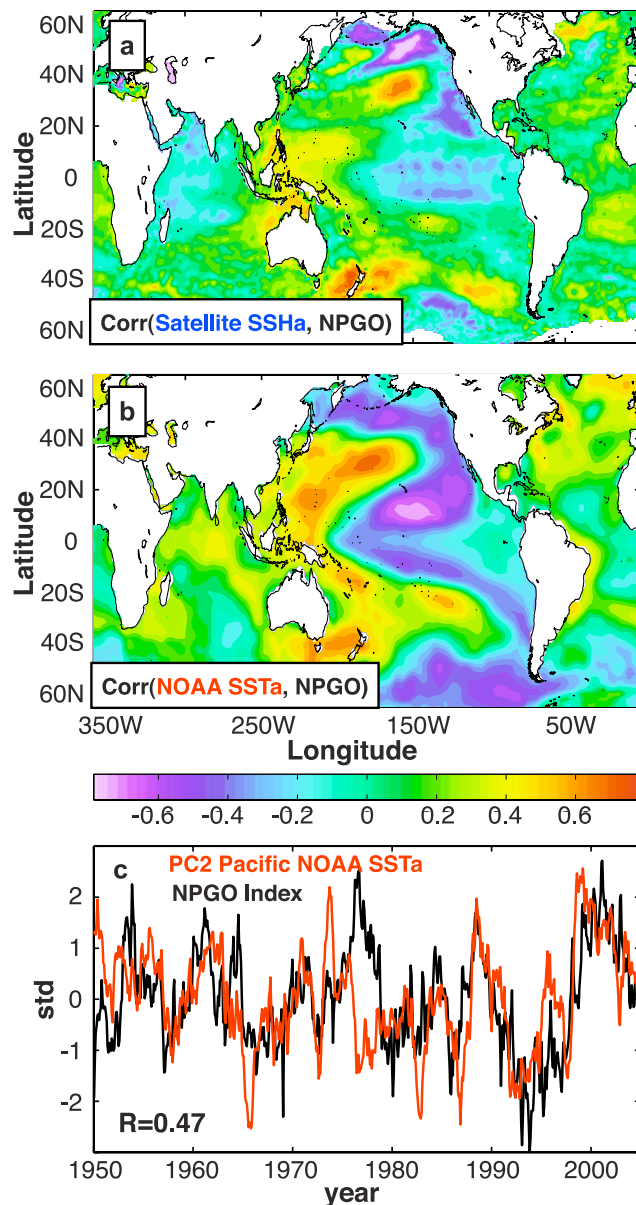 60N
a
40N
20N
0
20S
40S
60S
Latitude
Corr(Satellite SSHa, NPGO)
60N
b
40N
20N
0
20S
40S
60S
Latitude
Corr(NOAA SSTa, NPGO)
350W 250W 150W 50W
Longitude
-0.6 -0.4 -0.2 0 0.2 0.4 0.6
c
PC2 Pacific NOAA SSTa
NPGO Index
2
1
0
-1
-2
std
R=0.47
1950 1960 1970 1980 1990 2000
year